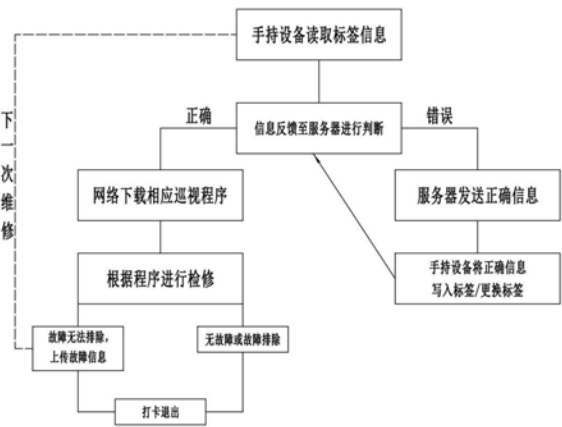 手持设备读取标签信息
正确
信息反馈至服务器进行判断
错误
下一次维修
网络下载相应巡视程序
服务器发送正确信息
根据程序进行检修
手持设备将正确信息
写入标签/更换标签
故障无法排除,
上传故障信息
无故障或故障排除
打卡退出